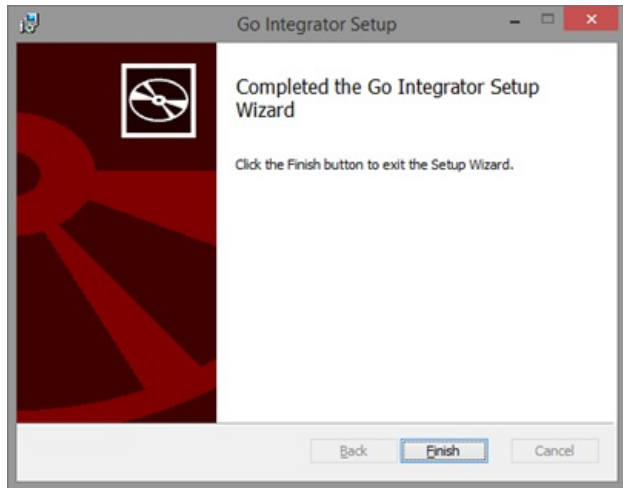 Go Integrator Setup
Completed the Go Integrator Setup
Wizard
Click the Finish button to exit the Setup Wizard.
Back Finish Cancel